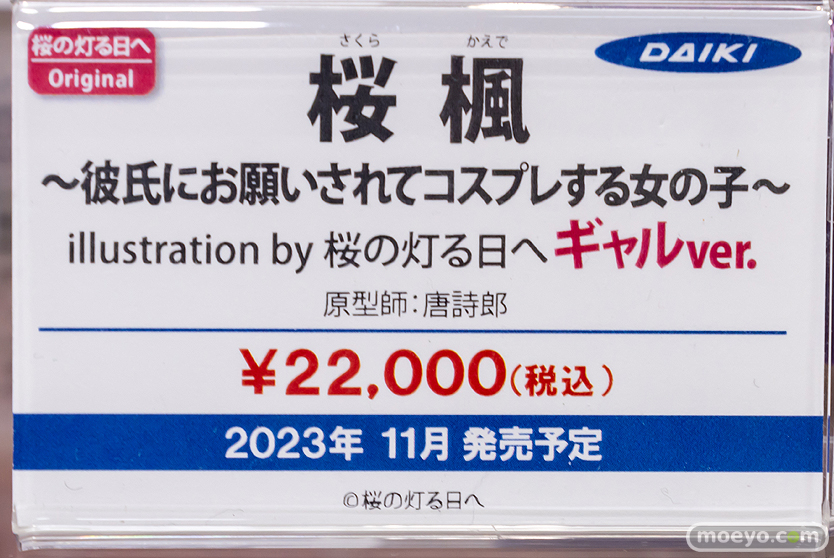 桜の灯る日へ
Original
DAIKI
さくら かえで
桜 楓
～彼氏にお願いされてコスプレする女の子～
illustration by 桜の灯る日へ ギャルver.
原型師：唐詩郎
¥22,000(税込)
2023年 11月 発売予定
©桜の灯る日へ
moeyo.com